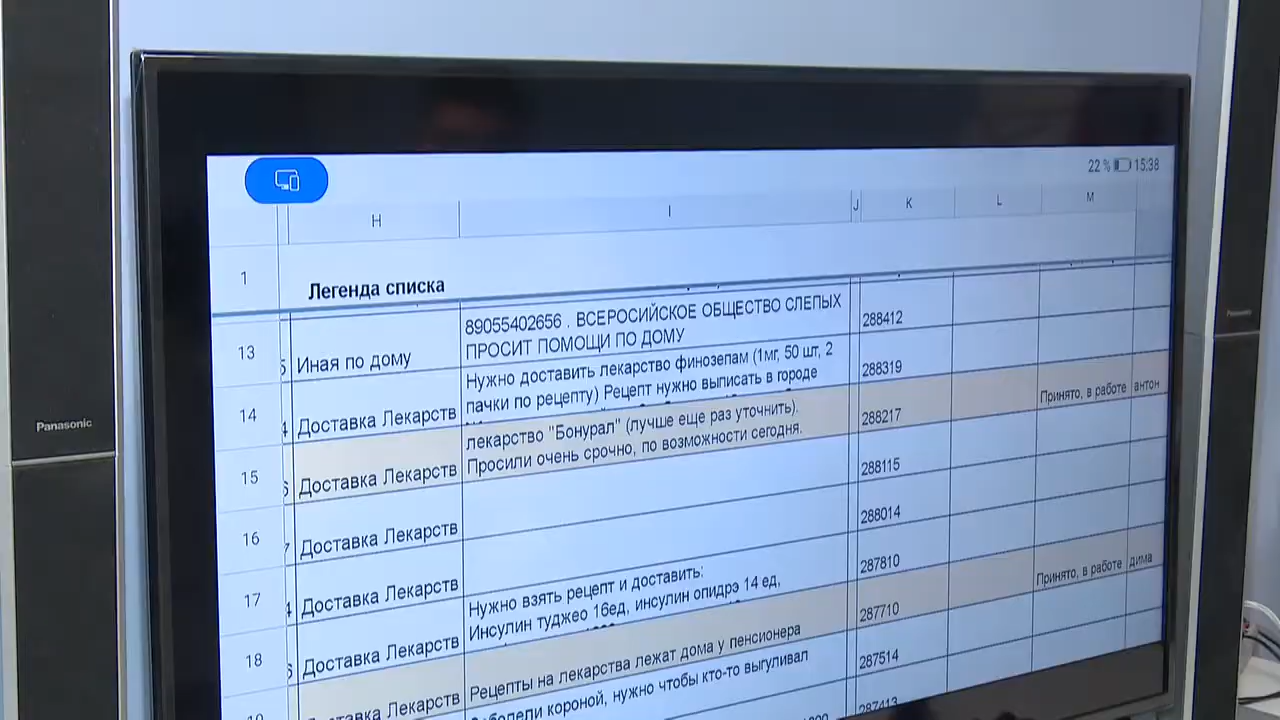 22 % 15:38
H I J K L M
1 Легенда списка
13 Иная по дому 89055402656 . ВСЕРОСИЙСКОЕ ОБЩЕСТВО СЛЕПЫХ 288412
ПРОСИТ ПОМОЩИ ПО ДОМУ
14 Доставка Лекарств Нужно доставить лекарство финозепам (1мг, 50 шт, 2 288319
пачки по рецепту) Рецепт нужно выписать в городе
15 Доставка Лекарств лекарство "Бонурал" (лучше еще раз уточнить). 288217 Принято, в работе антон
Просили очень срочно, по возможности сегодня.
16 Доставка Лекарств 288115
17 Доставка Лекарств 288014
18 Доставка Лекарств Нужно взять рецепт и доставить: 287810
Инсулин туджео 16ед, инсулин опидрэ 14 ед,
Лекарств Рецепты на лекарства лежат дома у пенсионера 287710 Принято, в работе дима
короной, нужно чтобы кто-то выгуливал 287514
287413
Panasonic
Panasonic